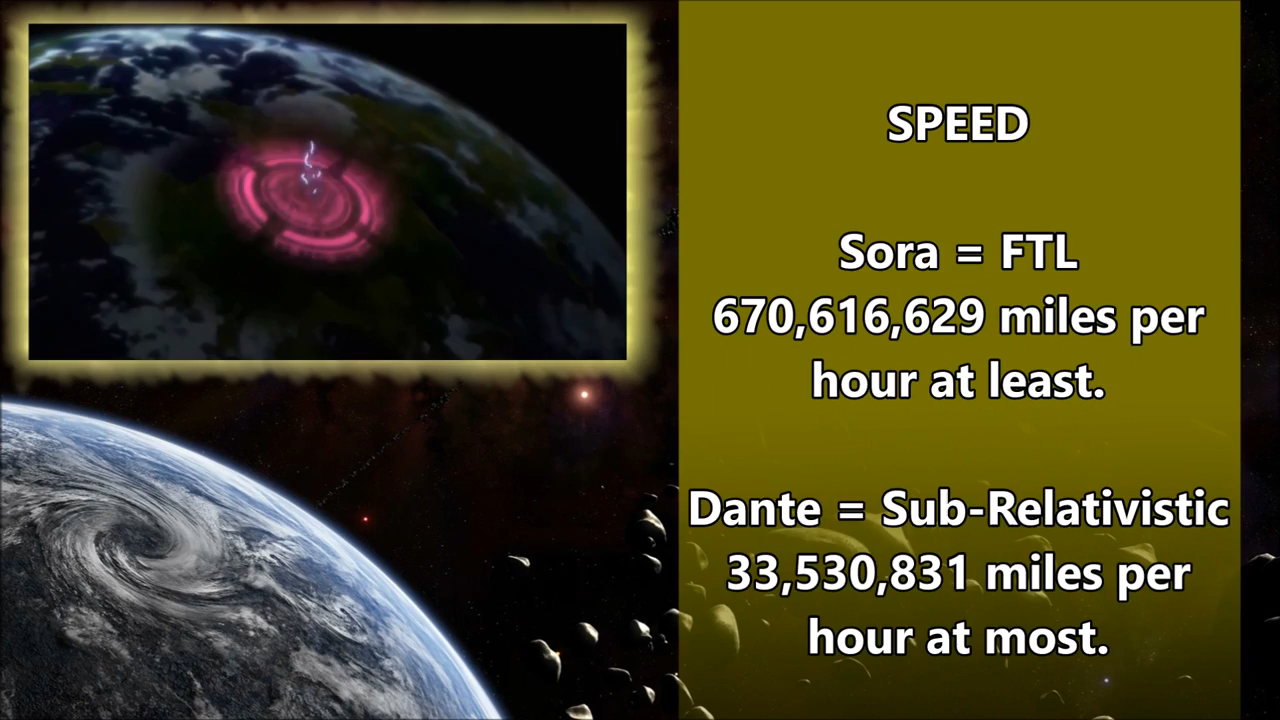 SPEED
Sora = FTL
670,616,629 miles per
hour at least.
Dante = Sub-Relativistic
33,530,831 miles per
hour at most.